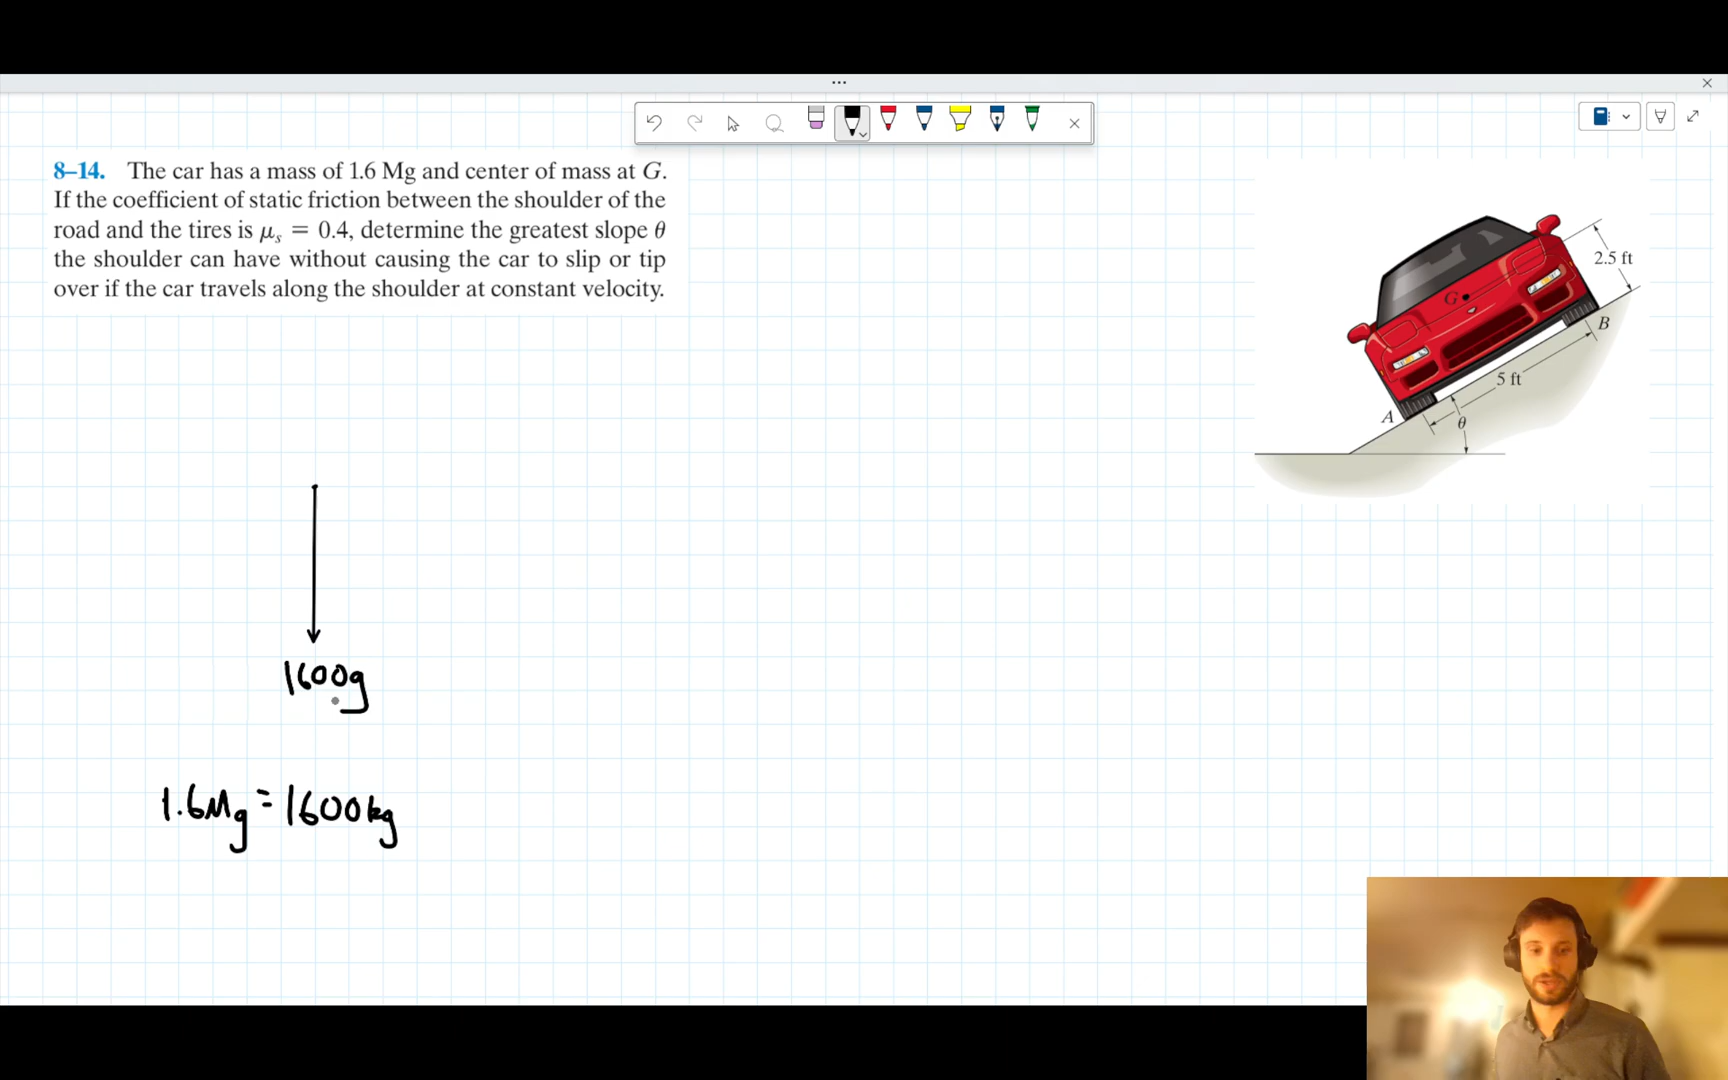 8–14. The car has a mass of 1.6 Mg and center of mass at G.
If the coefficient of static friction between the shoulder of the
road and the tires is μs = 0.4, determine the greatest slope θ
the shoulder can have without causing the car to slip or tip
over if the car travels along the shoulder at constant velocity.
2.5 ft
G
B
5 ft
A
θ
1600g
1.6Mg = 1600kg